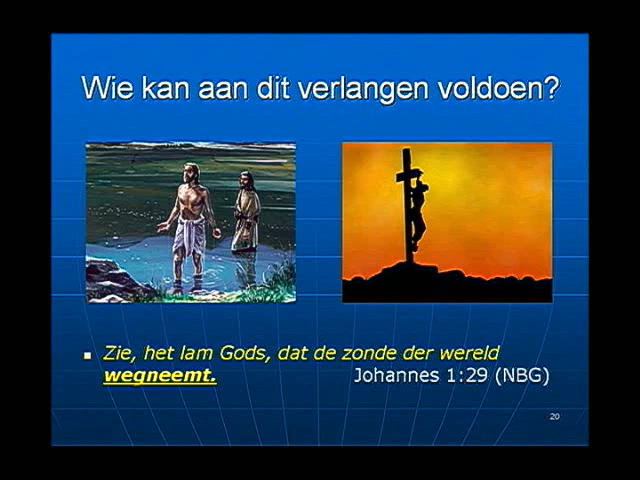 Wie kan aan dit verlangen voldoen?
Zie, het lam Gods, dat de zonde der wereld
wegneemt. Johannes 1:29 (NBG)
20